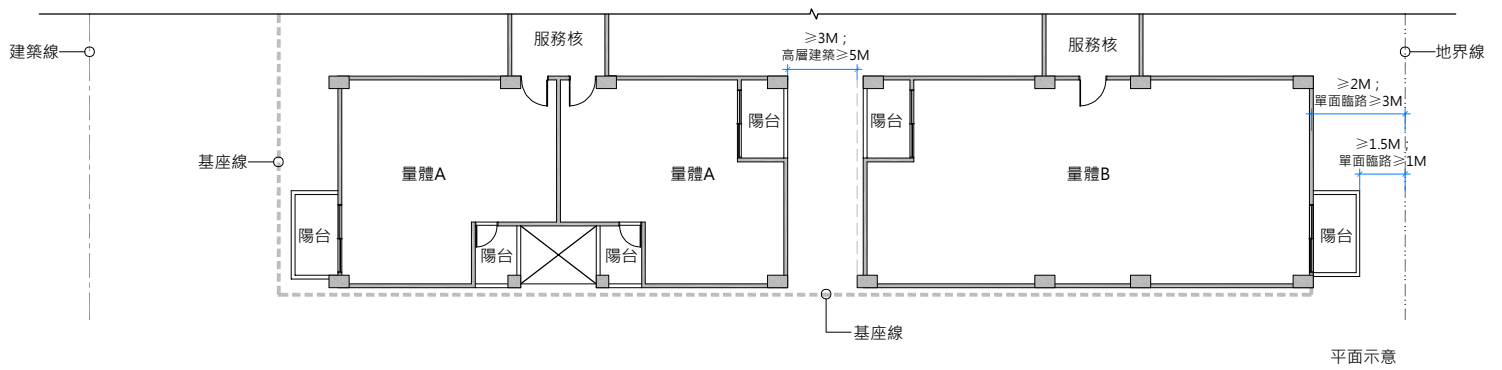 服務核
≥3M；
高層建築≥5M
服務核
建築線
地界線
≥2M；
單面臨路≥3M
陽台
陽台
≥1.5M；
單面臨路≥1M
基座線
量體A
量體A
量體B
陽台
陽台
陽台
陽台
基座線
平面示意